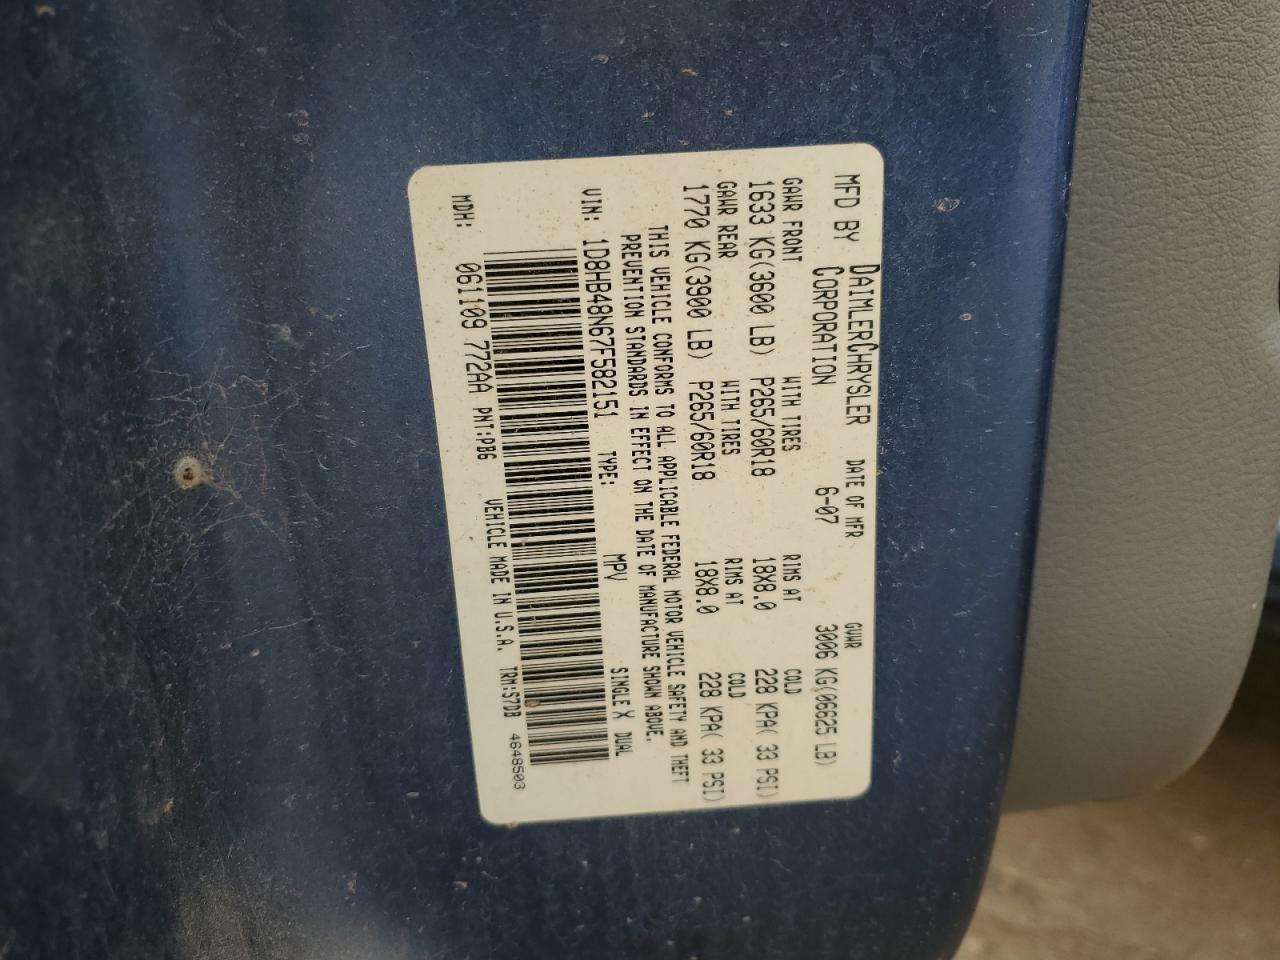 MFD BY DAIMLERCHRYSLER CORPORATION
DATE OF MFR 6-07
GVWR 3006 KG(06625 LB)
GAWR FRONT WITH TIRES RIMS AT COLD
1633 KG(3600 LB) P265/60R18 18X8.0 228 KPA( 33 PSI)
GAWR REAR WITH TIRES RIMS AT COLD
1770 KG(3900 LB) P265/60R18 18X8.0 228 KPA( 33 PSI)
THIS VEHICLE CONFORMS TO ALL APPLICABLE FEDERAL MOTOR VEHICLE SAFETY AND THEFT
PREVENTION STANDARDS IN EFFECT ON THE DATE OF MANUFACTURE SHOWN ABOVE.
VIN: 1D8HB48N67F582151 TYPE: MPV SINGLE X DUAL
MDH: 061109 772AA PNT:PB6 VEHICLE MADE IN U.S.A. TRM:S7DB 4648503